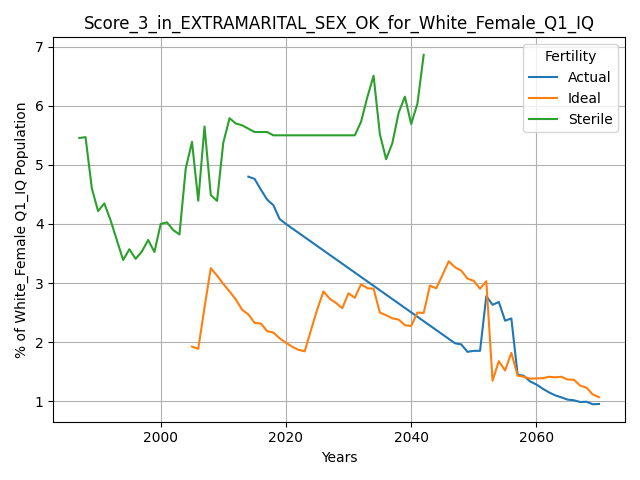 Score_3_in_EXTRAMARITAL_SEX_OK_for_White_Female_Q1_IQ
Fertility
Actual
Ideal
Sterile
% of White_Female Q1_IQ Population
7
6
5
4
3
2
1
2000 2020 2040 2060
Years